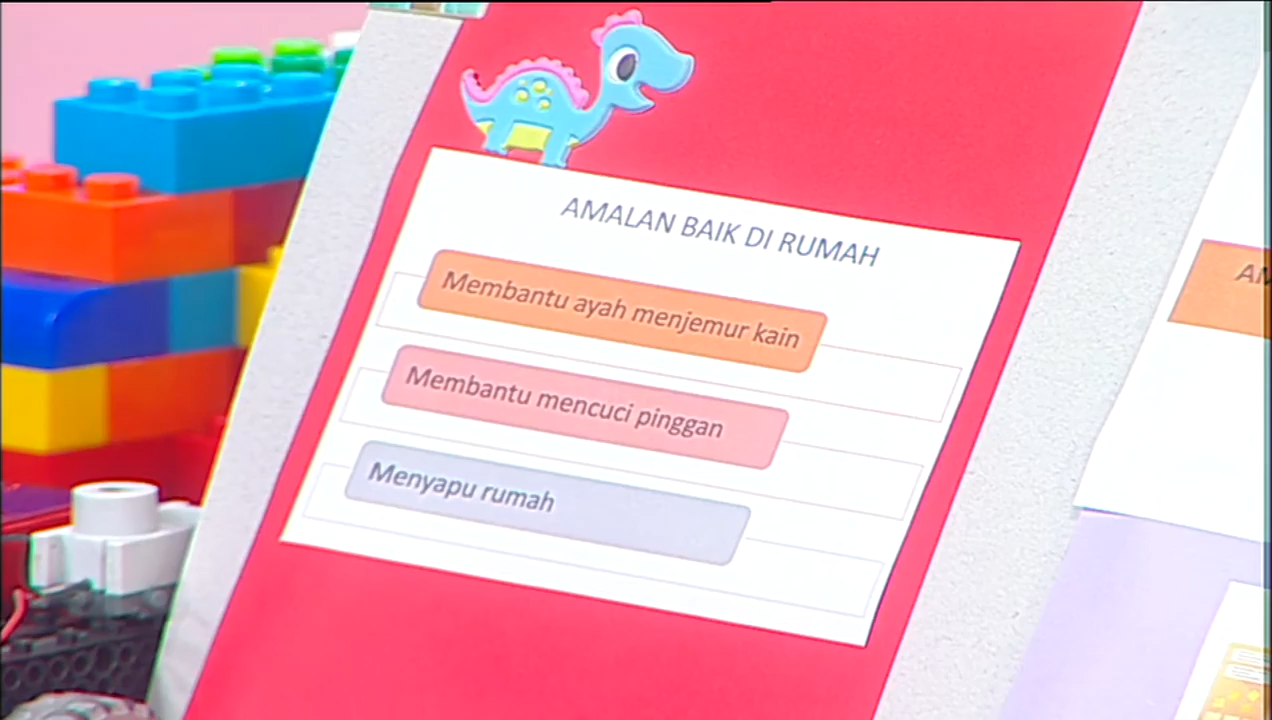 AMALAN BAIK DI RUMAH
Membantu ayah menjemur kain
Membantu mencuci pinggan
Menyapu rumah